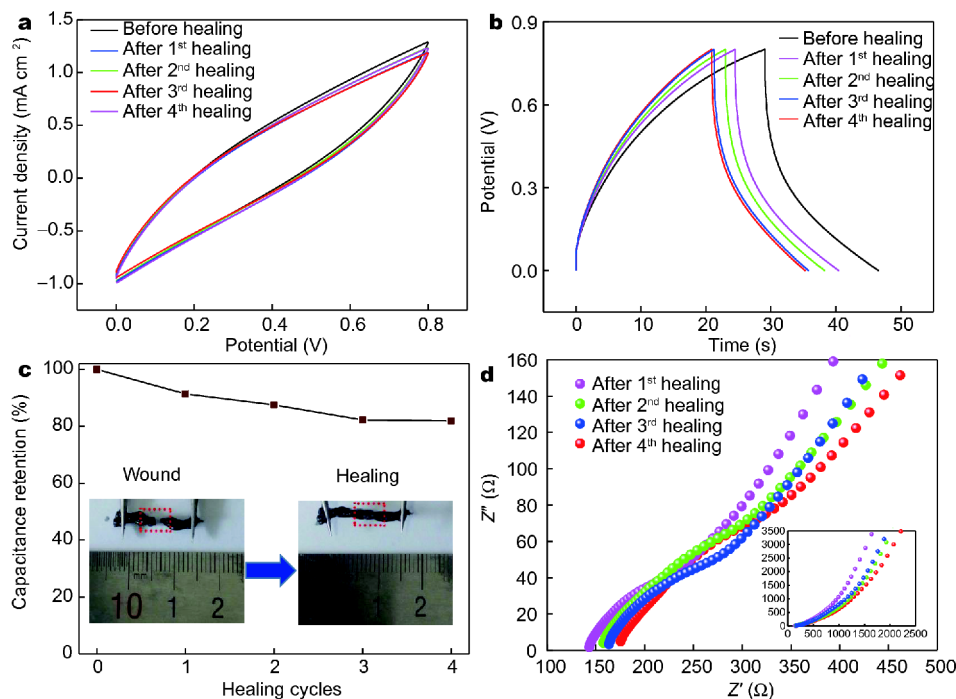 a
1.5
1.0
0.5
0.0
−0.5
−1.0
Current density (mA cm⁻²)
Before healing
After 1ˢᵗ healing
After 2ⁿᵈ healing
After 3ʳᵈ healing
After 4ᵗʰ healing
0.0 0.2 0.4 0.6 0.8
Potential (V)
b
0.9
0.6
0.3
0.0
Potential (V)
Before healing
After 1ˢᵗ healing
After 2ⁿᵈ healing
After 3ʳᵈ healing
After 4ᵗʰ healing
0 10 20 30 40 50
Time (s)
c
100
80
60
40
20
0
Capacitance retention (%)
Wound
Healing
mm
10 1 2
1 2
0 1 2 3 4
Healing cycles
d
160
140
120
100
80
60
40
20
0
Z″ (Ω)
After 1ˢᵗ healing
After 2ⁿᵈ healing
After 3ʳᵈ healing
After 4ᵗʰ healing
3500
3000
2500
2000
1500
1000
500
0
0 500 1000 1500 2000 2500
100 150 200 250 300 350 400 450 500
Z′ (Ω)